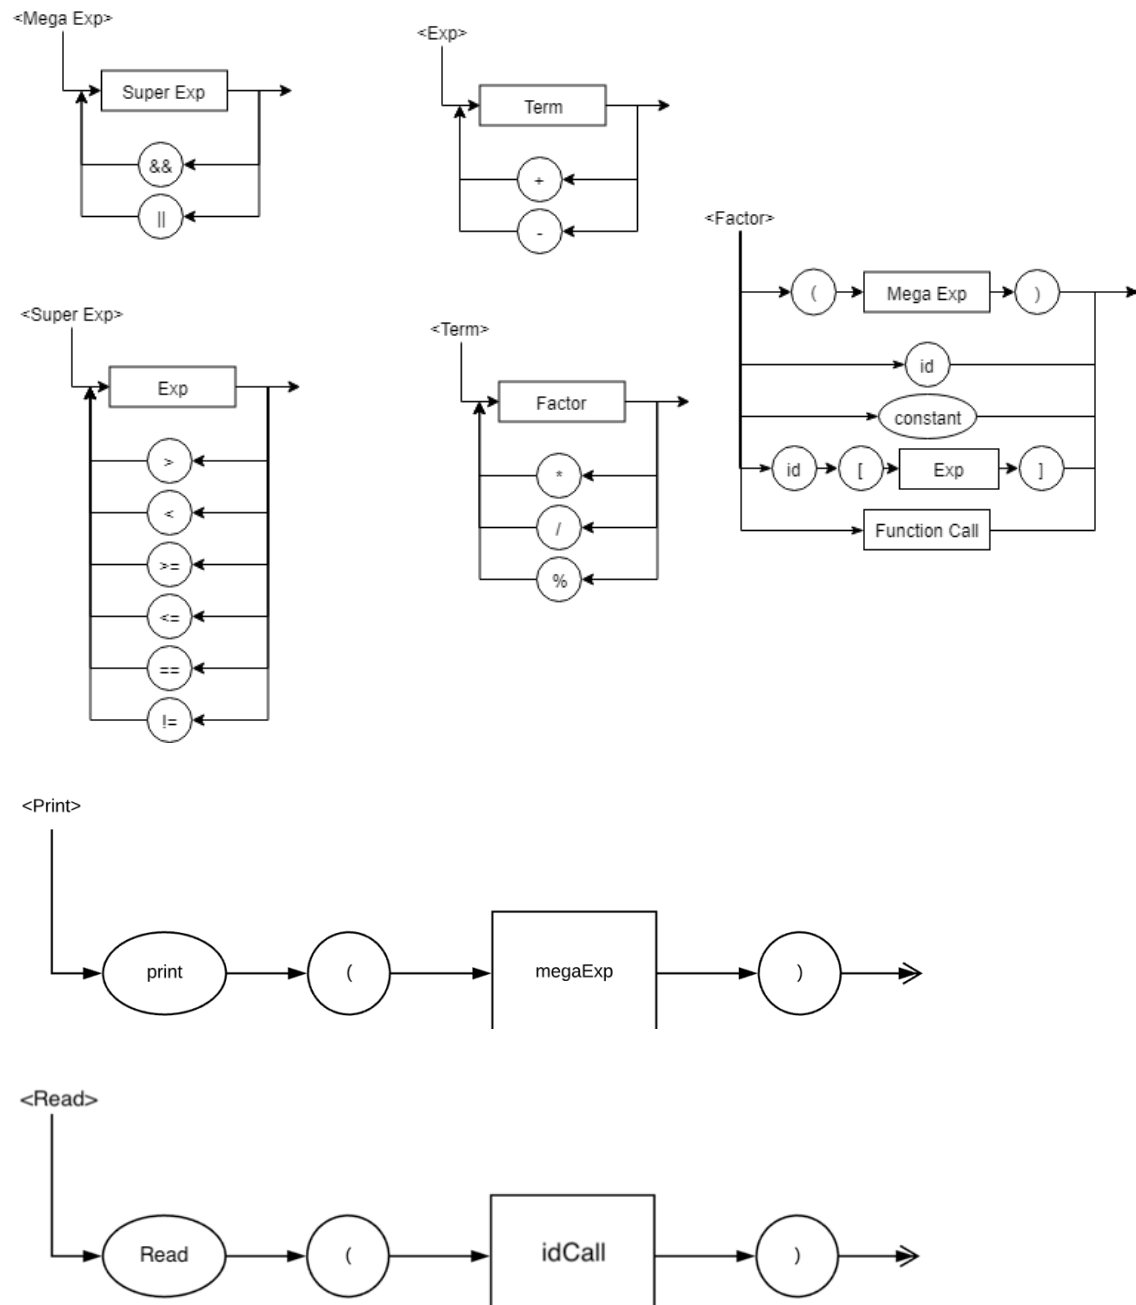 <Mega Exp>
Super Exp
&&
||
<Exp>
Term
+
-
<Factor>
( Mega Exp )
id
constant
id [ Exp ]
Function Call
<Super Exp>
Exp
>
<
>=
<=
==
!=
<Term>
Factor
*
/
%
<Print>
print ( megaExp )
<Read>
Read ( idCall )